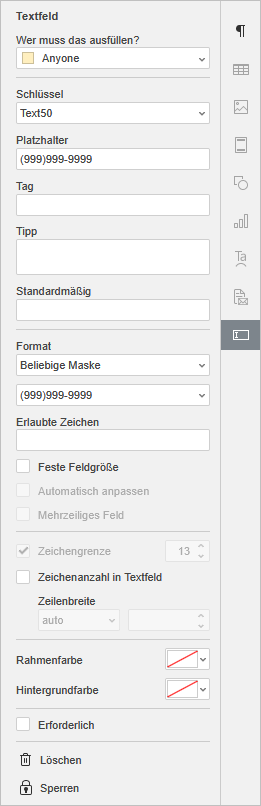 Textfeld
Wer muss das ausfüllen?
Anyone
Schlüssel
Text50
Platzhalter
(999)999-9999
Tag
Tipp
Standardmäßig
Format
Beliebige Maske
(999)999-9999
Erlaubte Zeichen
Feste Feldgröße
Automatisch anpassen
Mehrzeiliges Feld
Zeichengrenze 13
Zeichenanzahl in Textfeld
Zeilenbreite
auto
Rahmenfarbe
Hintergrundfarbe
Erforderlich
Löschen
Sperren
Ta